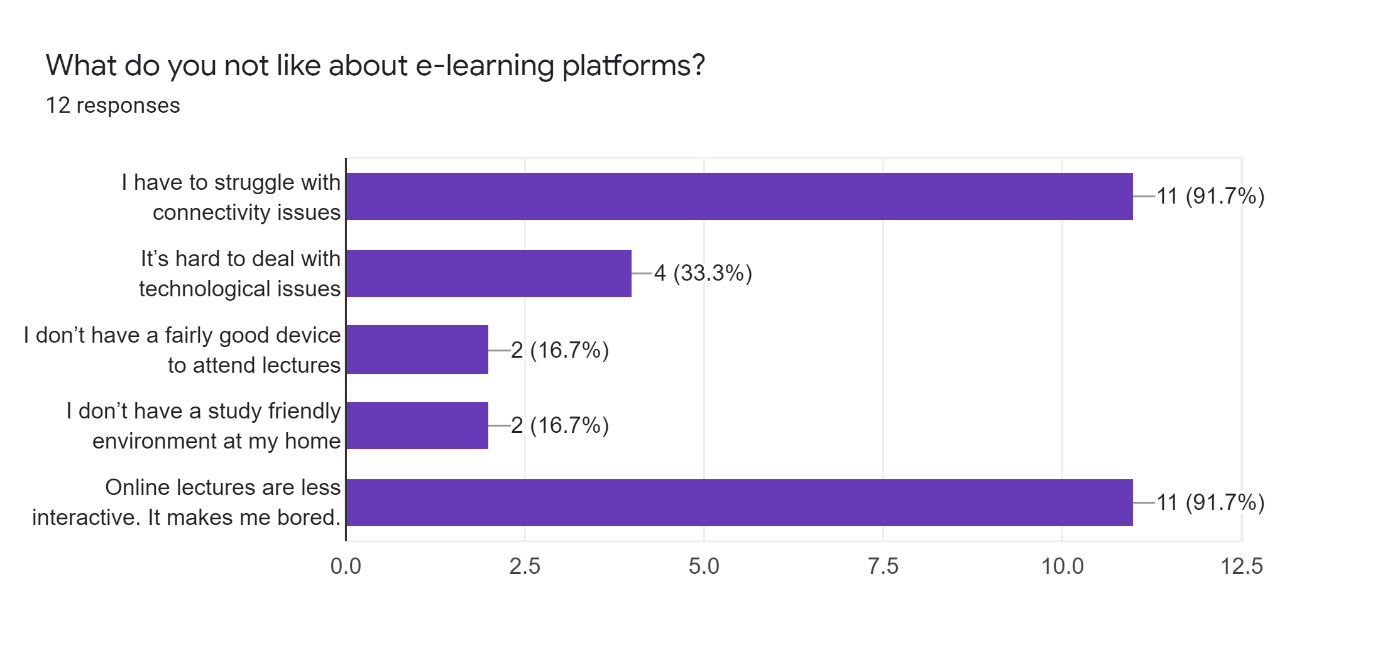 What do you not like about e-learning platforms?
12 responses
I have to struggle with
connectivity issues
11 (91.7%)
It’s hard to deal with
technological issues
4 (33.3%)
I don’t have a fairly good device
to attend lectures
2 (16.7%)
I don’t have a study friendly
environment at my home
2 (16.7%)
Online lectures are less
interactive. It makes me bored.
11 (91.7%)
0.0 2.5 5.0 7.5 10.0 12.5